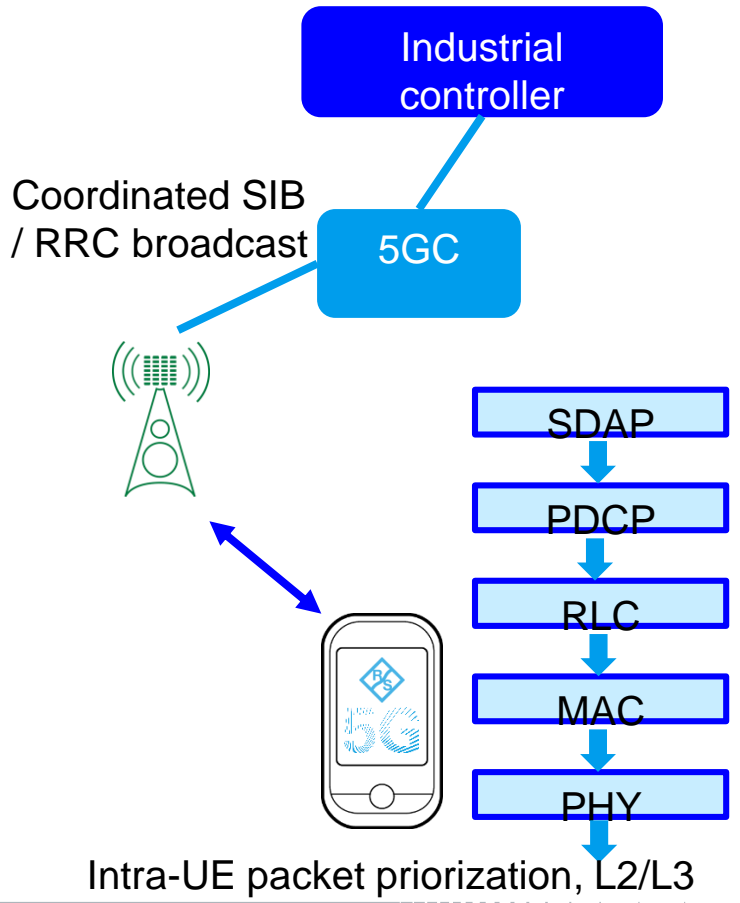 Industrial
controller
Coordinated SIB
/ RRC broadcast
5GC
SDAP
PDCP
RLC
MAC
PHY
R
S
5G
Intra-UE packet priorization, L2/L3